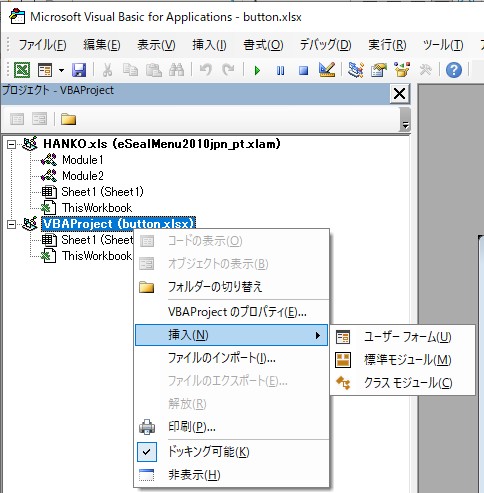 Microsoft Visual Basic for Applications - button.xlsx
ファイル(F) 編集(E) 表示(V) 挿入(I) 書式(O) デバッグ(D) 実行(R) ツール(T)
プロジェクト - VBAProject
HANKO.xls (eSealMenu2010jpn_pt.xlam)
Module1
Module2
Sheet1 (Sheet1)
ThisWorkbook
VBAProject (button.xlsx)
Sheet1 (Shee
ThisWorkboo
コードの表示(O)
オブジェクトの表示(B)
フォルダーの切り替え
VBAProject のプロパティ(E)...
挿入(N)
ユーザー フォーム(U)
標準モジュール(M)
クラス モジュール(C)
ファイルのインポート(I)...
ファイルのエクスポート(E)...
解放(R)
印刷(P)...
ドッキング可能(K)
非表示(H)